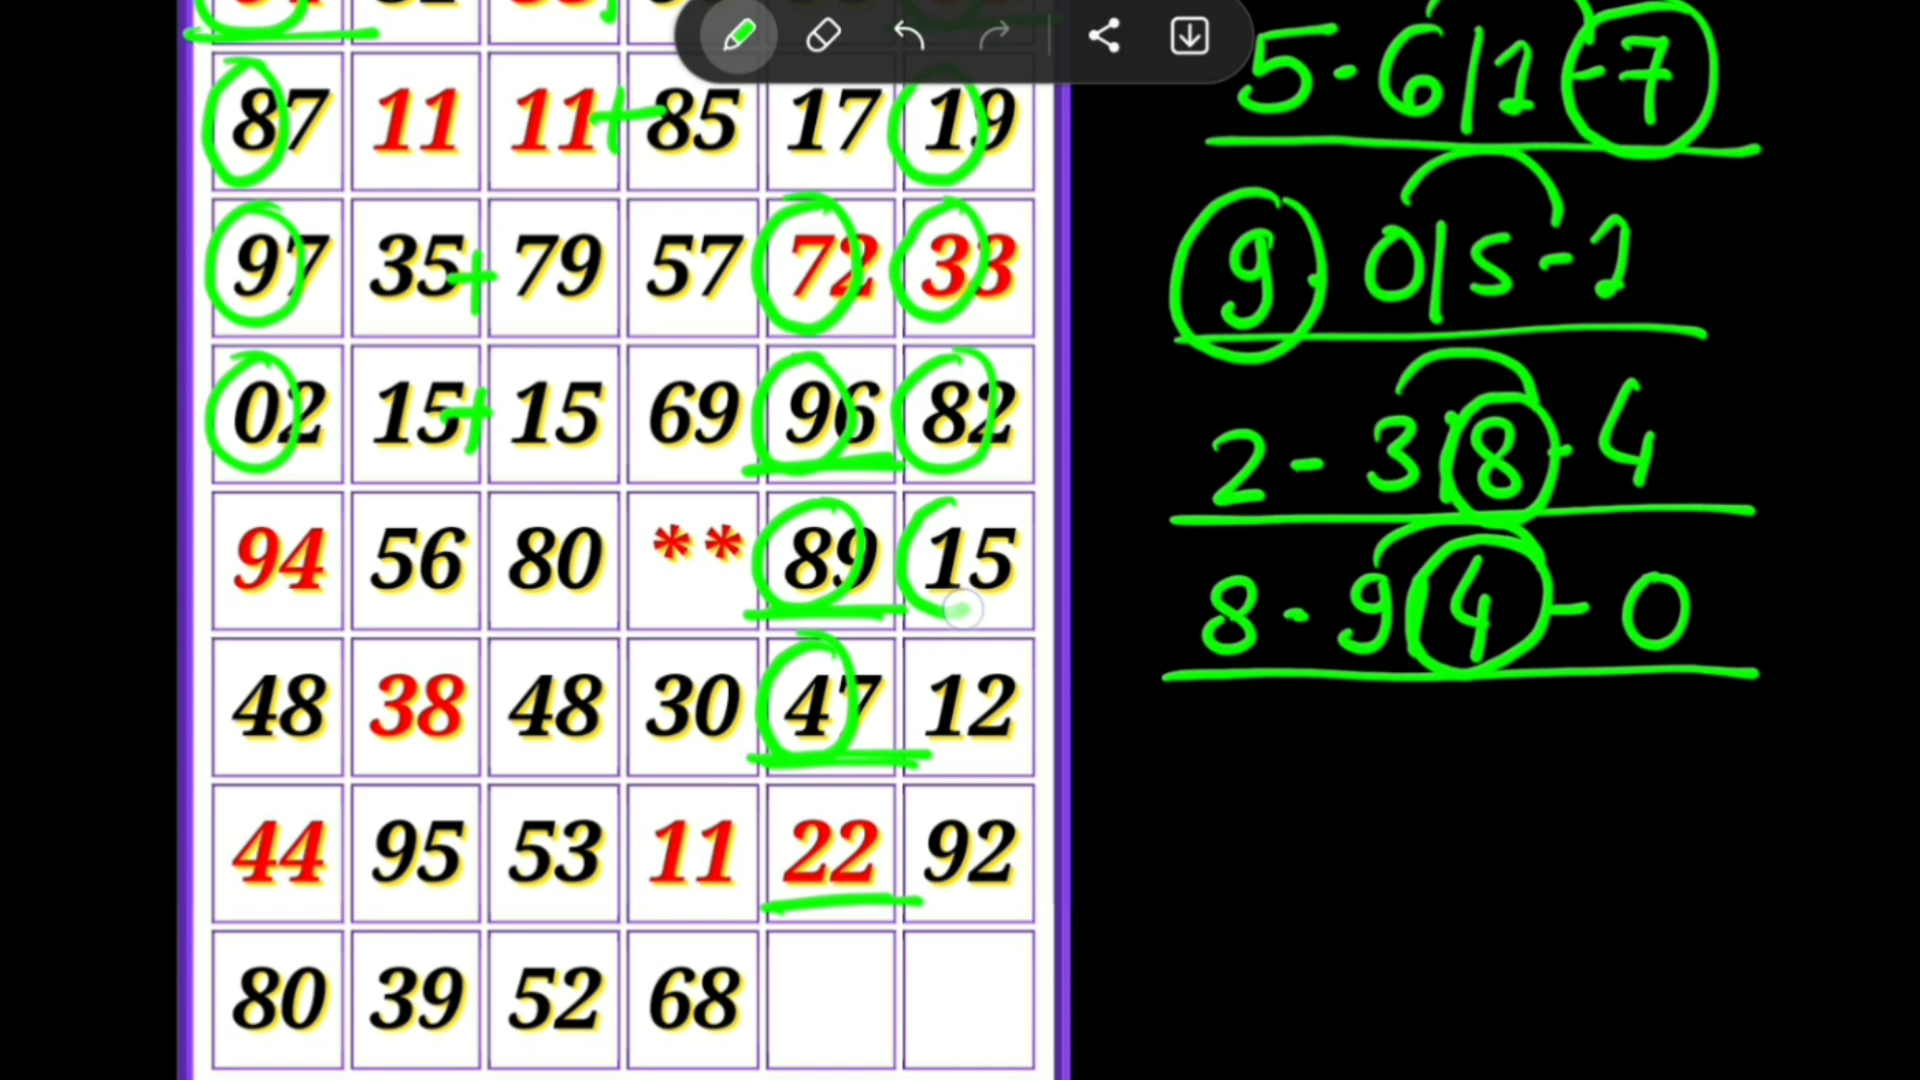 87 11 11 + 85 17 19
97 35 + 79 57 72 33
02 15 + 15 69 96 82
94 56 80 ** 89 15
48 38 48 30 47 12
44 95 53 11 22 92
80 39 52 68
5-6|1-7
9 0|5-1
2-3 8-4
8-9 4-0